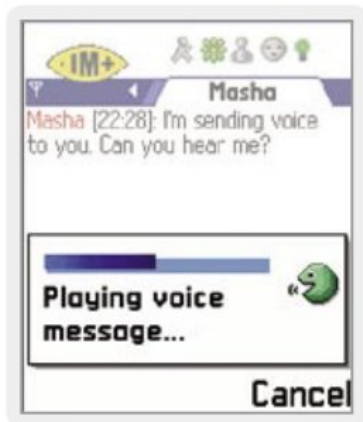 IM+
Masha
Masha [22:28]: I'm sending voice
to you. Can you hear me?
Playing voice
message...
Cancel